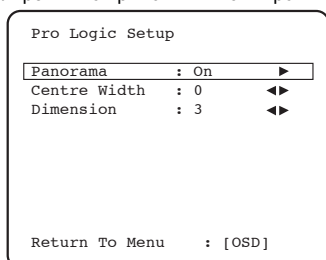 Pro Logic Setup
Panorama : On ►
Centre Width : 0 ◄►
Dimension : 3 ◄►
Return To Menu : [OSD]